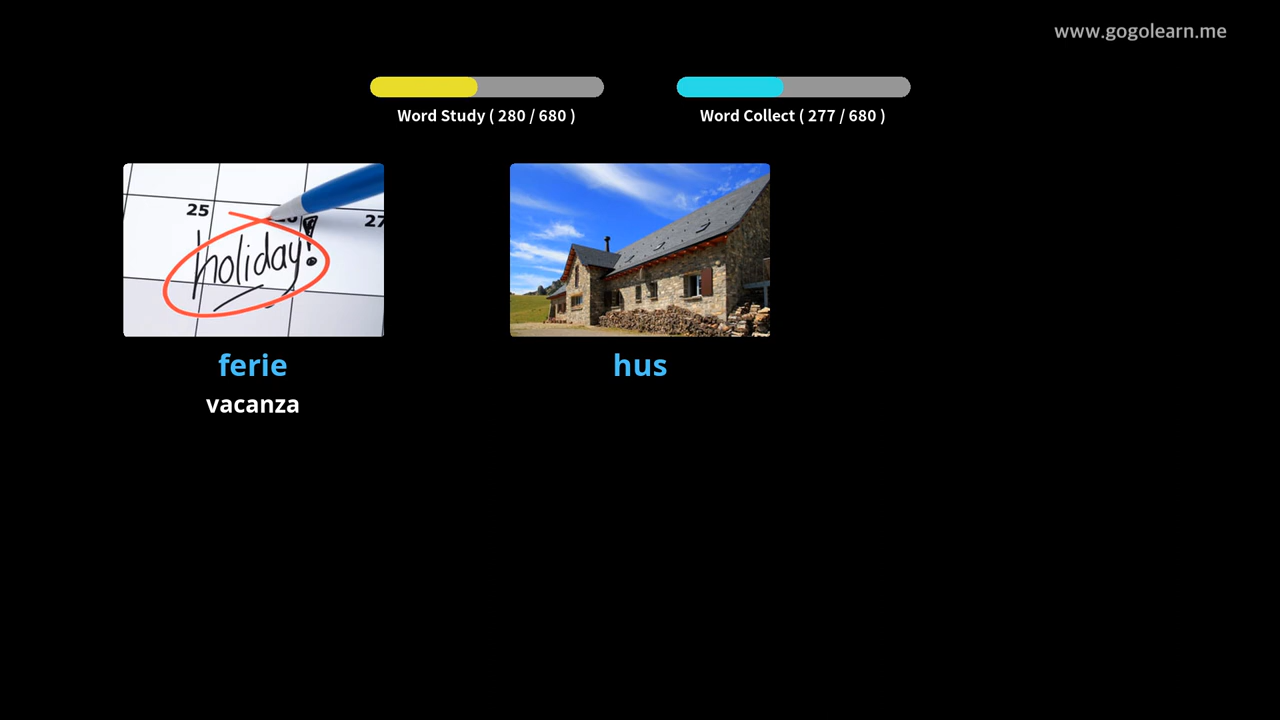 www.gogolearn.me
Word Study ( 280 / 680 )
Word Collect ( 277 / 680 )
25
27
holiday!
ferie
vacanza
hus